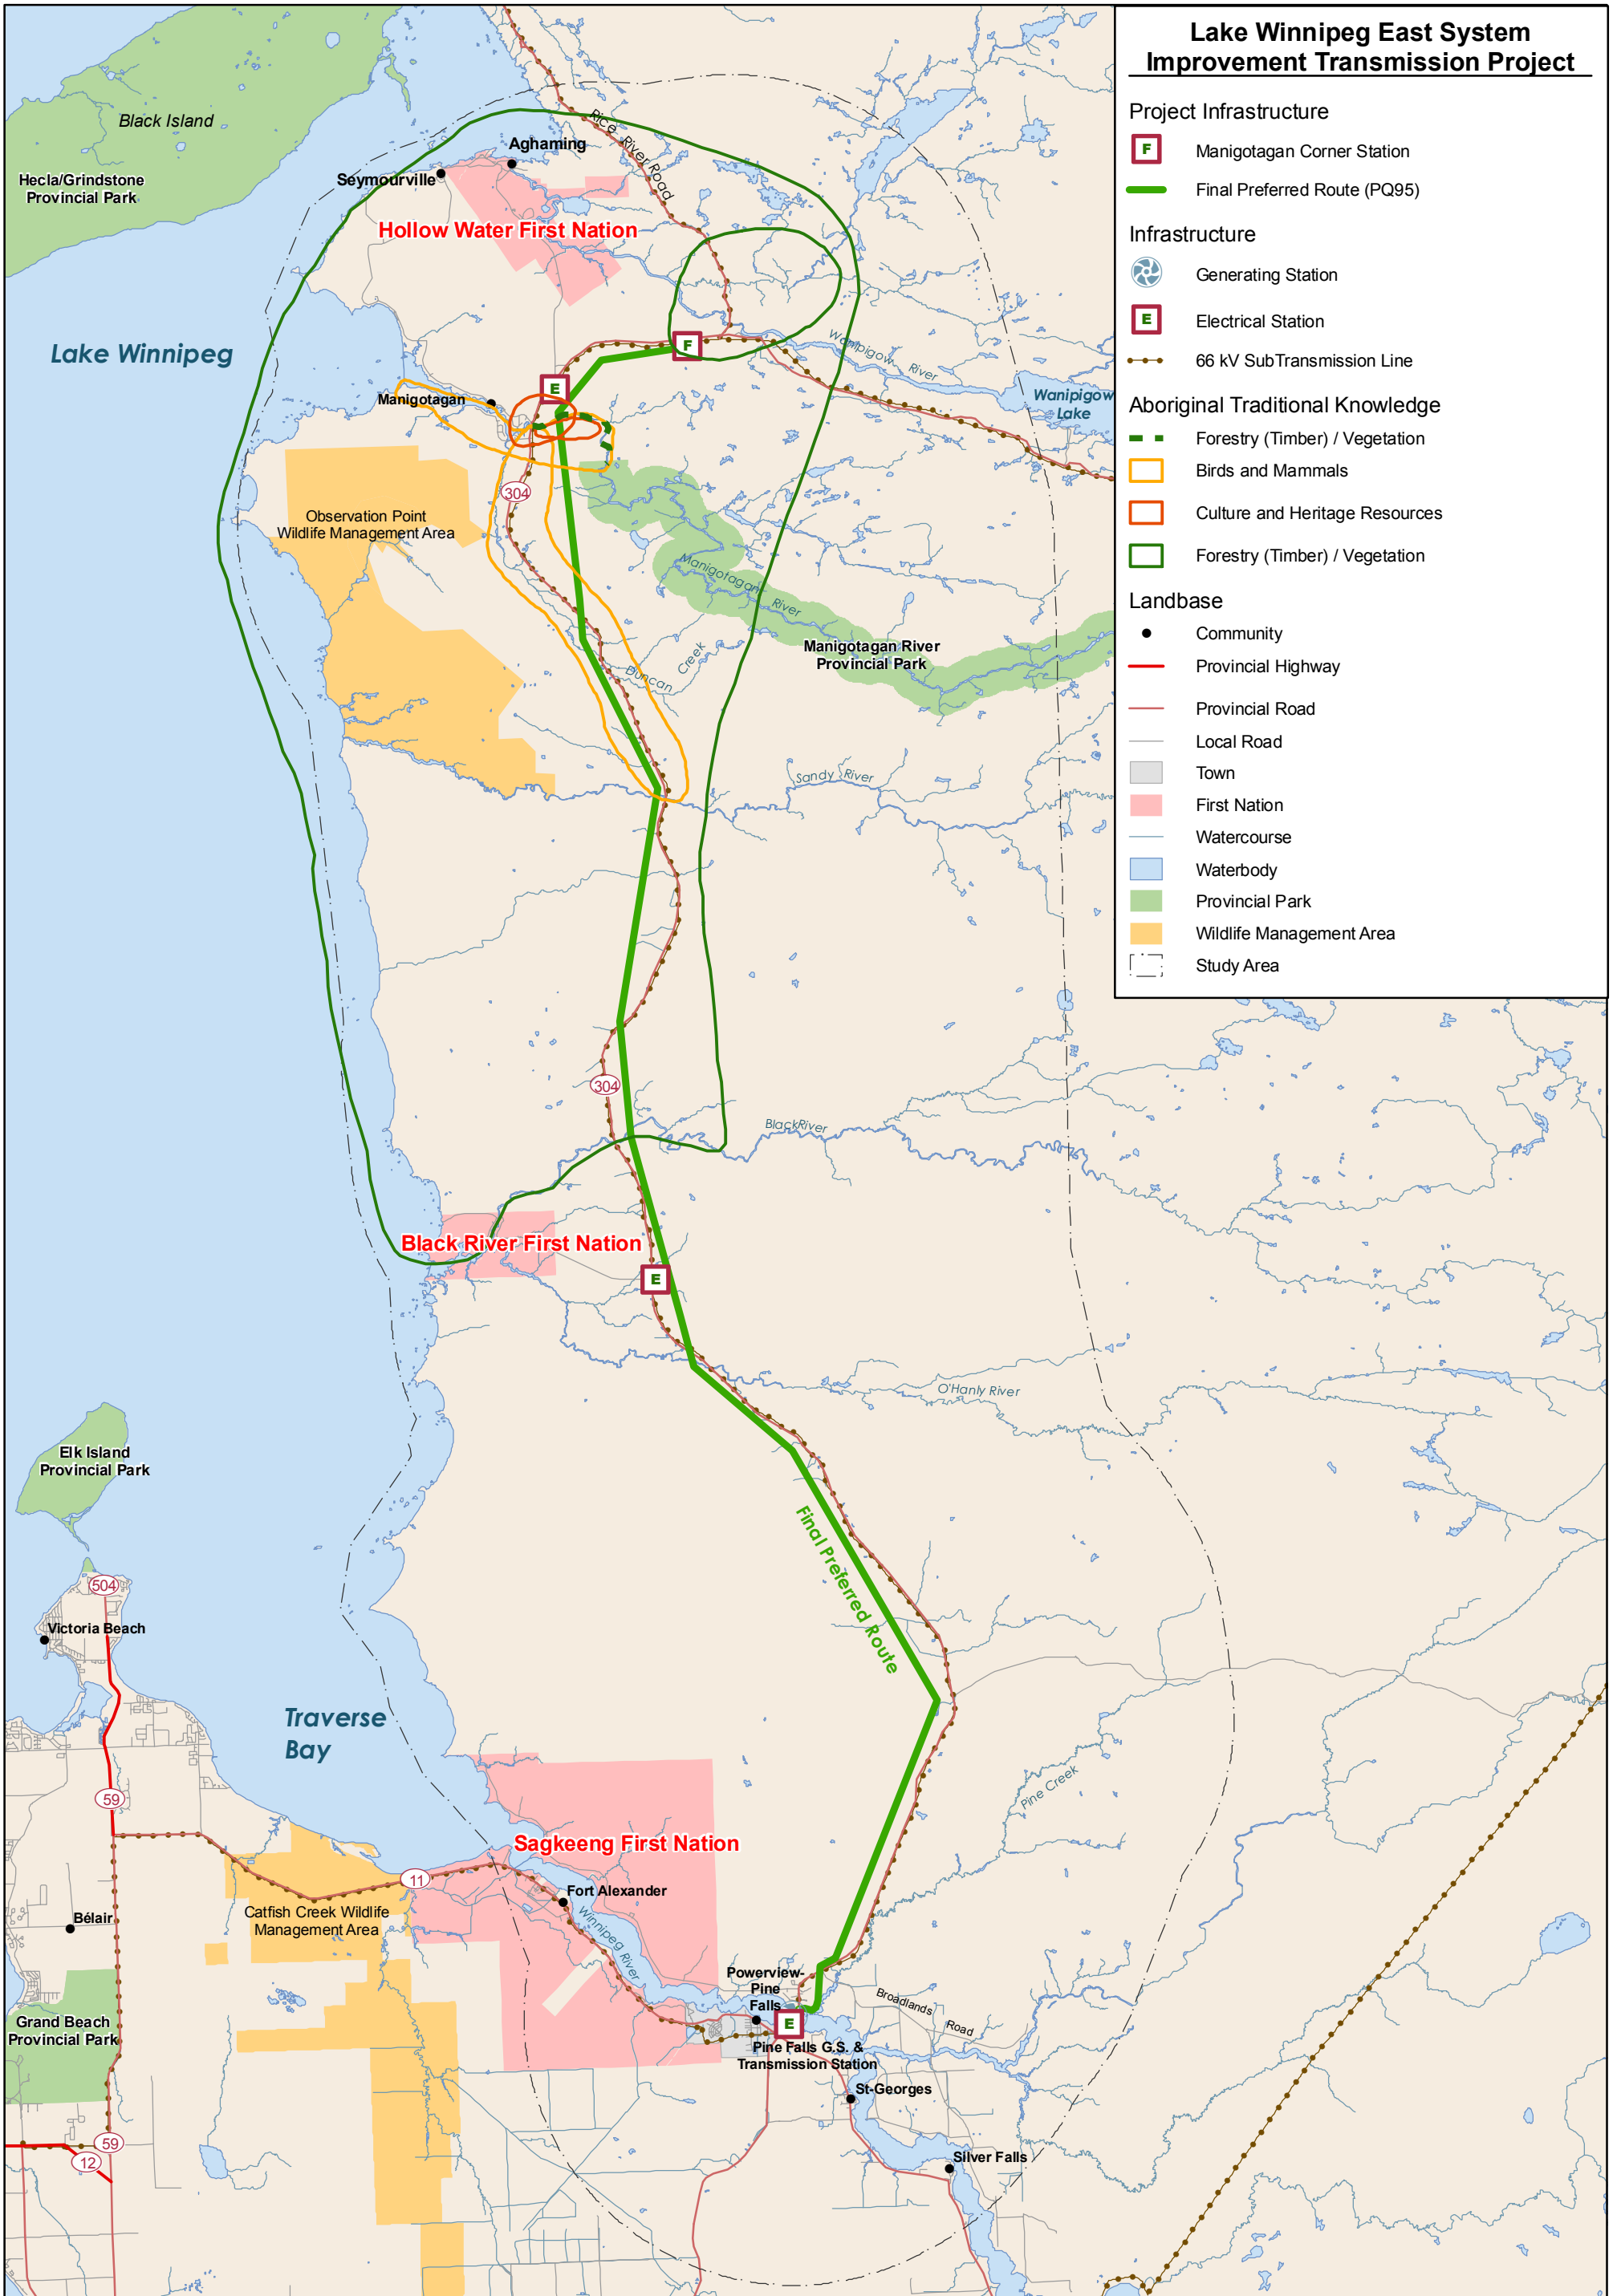 Lake Winnipeg East System
Improvement Transmission Project
Project Infrastructure
F
Manigotagan Corner Station
Final Preferred Route (PQ95)
Infrastructure
Generating Station
E
Electrical Station
66 kV SubTransmission Line
Aboriginal Traditional Knowledge
Forestry (Timber) / Vegetation
Birds and Mammals
Culture and Heritage Resources
Forestry (Timber) / Vegetation
Landbase
Community
Provincial Highway
Provincial Road
Local Road
Town
First Nation
Watercourse
Waterbody
Provincial Park
Wildlife Management Area
Study Area
Black Island
Hecla/Grindstone
Provincial Park
Aghaming
Seymourville
Rice River Road
Hollow Water First Nation
Lake Winnipeg
F
Wanipigow River
Wanipigow
Lake
E
Manigotagan
304
Observation Point
Wildlife Management Area
Manigotagan River
Manigotagan River
Provincial Park
Duncan Creek
Sandy River
304
BlackRiver
Black River First Nation
E
O'Hanly River
Elk Island
Provincial Park
Final Preferred Route
504
Victoria Beach
Traverse
Bay
59
Pine Creek
Sagkeeng First Nation
11
Fort Alexander
Catfish Creek Wildlife
Management Area
Bélair
Winnipeg River
Powerview-
Pine
Falls
Broadlands Road
Grand Beach
Provincial Park
E
Pine Falls G.S. &
Transmission Station
St-Georges
59
12
Silver Falls